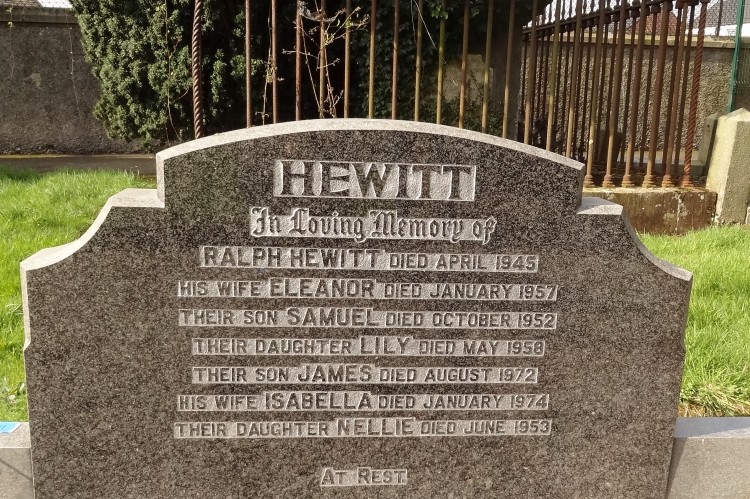 HEWITT
In Loving Memory of
RALPH HEWITT DIED APRIL 1945
HIS WIFE ELEANOR DIED JANUARY 1957
THEIR SON SAMUEL DIED OCTOBER 1952
THEIR DAUGHTER LILY DIED MAY 1958
THEIR SON JAMES DIED AUGUST 1972
HIS WIFE ISABELLA DIED JANUARY 1974
THEIR DAUGHTER NELLIE DIED JUNE 1953
AT REST